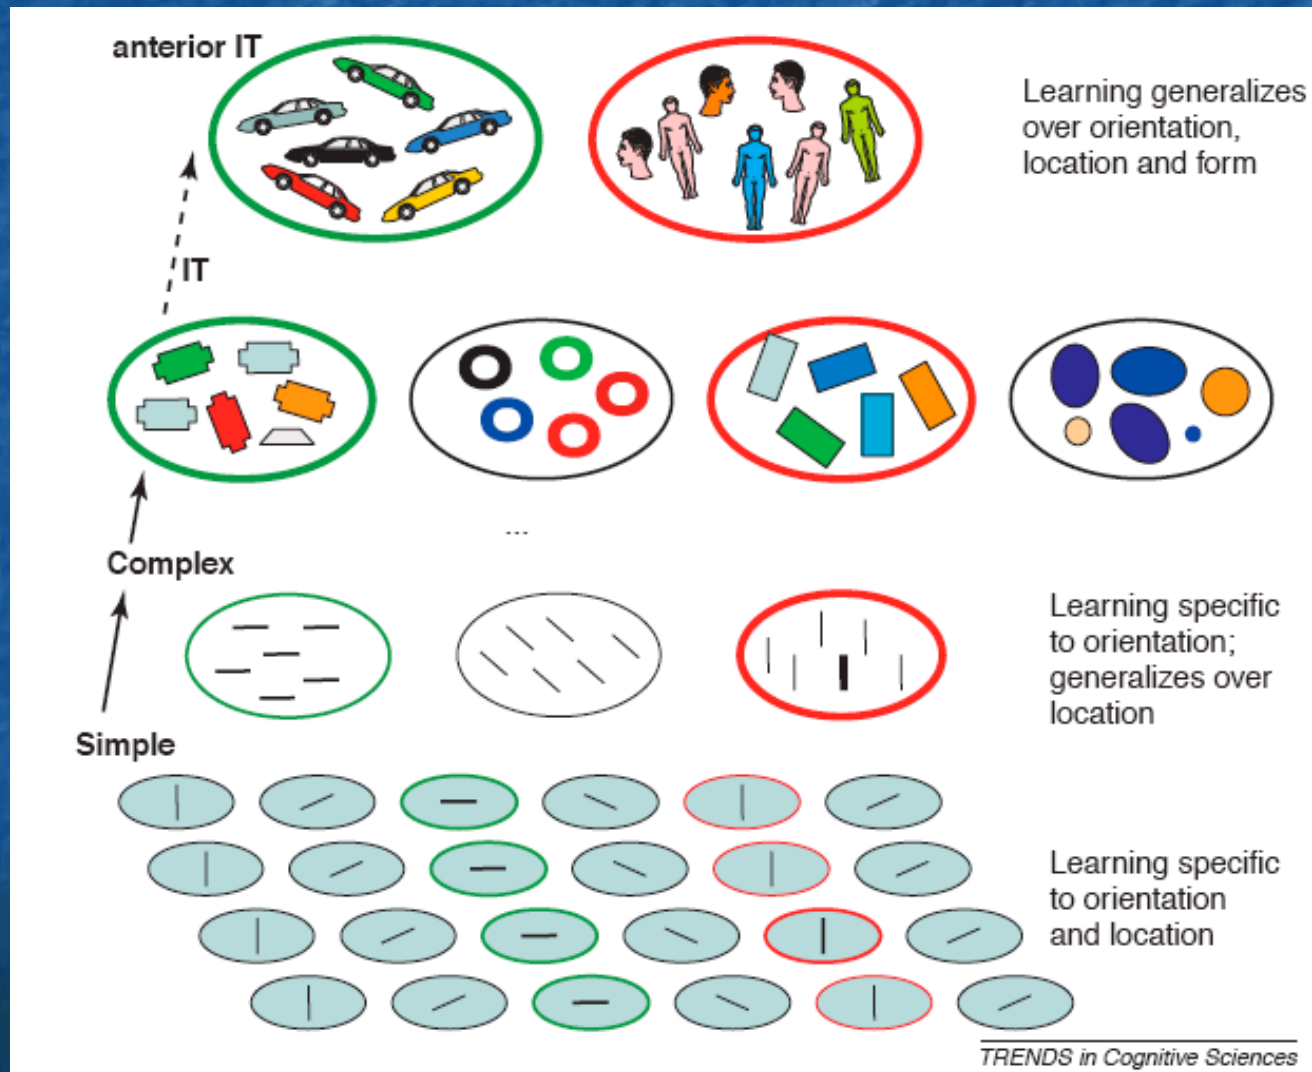 anterior IT
Learning generalizes
over orientation,
location and form
IT
...
Complex
Learning specific
to orientation;
generalizes over
location
Simple
Learning specific
to orientation
and location
TRENDS in Cognitive Sciences